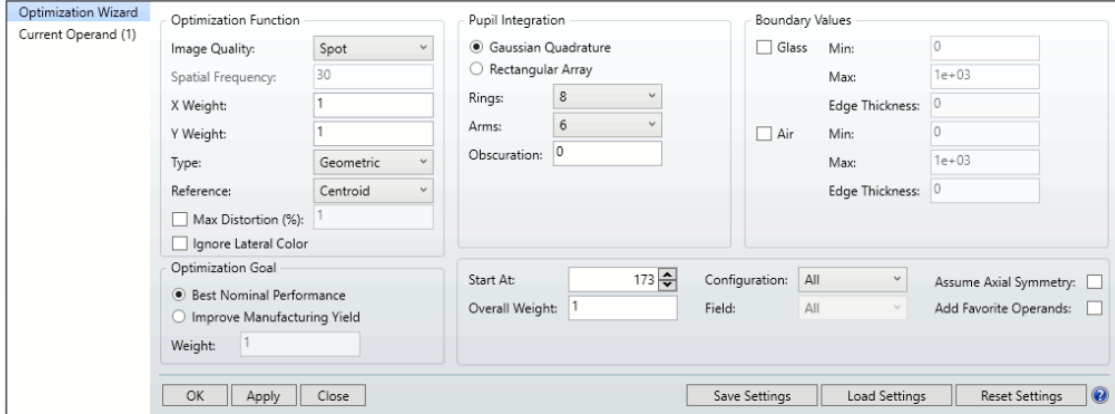 Optimization Wizard
Current Operand (1)
Optimization Function
Image Quality: Spot
Spatial Frequency: 30
X Weight: 1
Y Weight: 1
Type: Geometric
Reference: Centroid
Max Distortion (%): 1
Ignore Lateral Color
Pupil Integration
Gaussian Quadrature
Rectangular Array
Rings: 8
Arms: 6
Obscuration: 0
Boundary Values
Glass Min: 0
Max: 1e+03
Edge Thickness: 0
Air Min: 0
Max: 1e+03
Edge Thickness: 0
Optimization Goal
Best Nominal Performance
Improve Manufacturing Yield
Weight: 1
Start At: 173 Configuration: All Assume Axial Symmetry:
Overall Weight: 1 Field: All Add Favorite Operands:
OK Apply Close Save Settings Load Settings Reset Settings ?